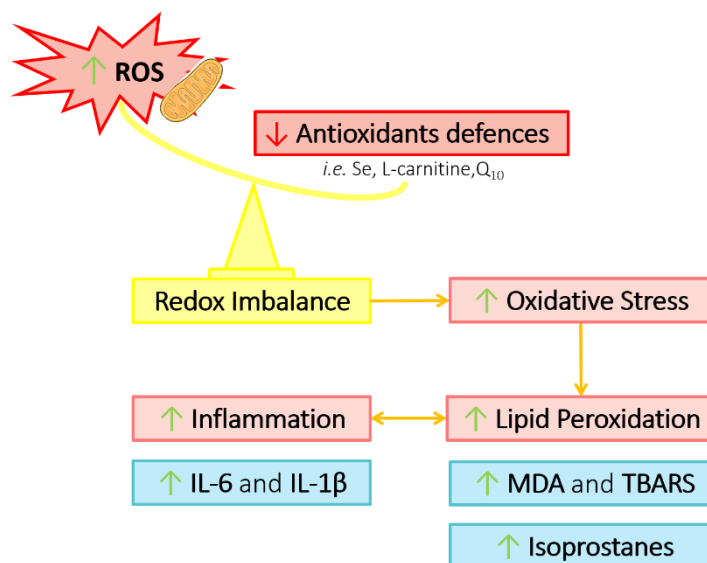 ↑ ROS
↓ Antioxidants defences
i.e. Se, L-carnitine,Q₁₀
Redox Imbalance
↑ Oxidative Stress
↑ Inflammation
↑ Lipid Peroxidation
↑ IL-6 and IL-1β
↑ MDA and TBARS
↑ Isoprostanes